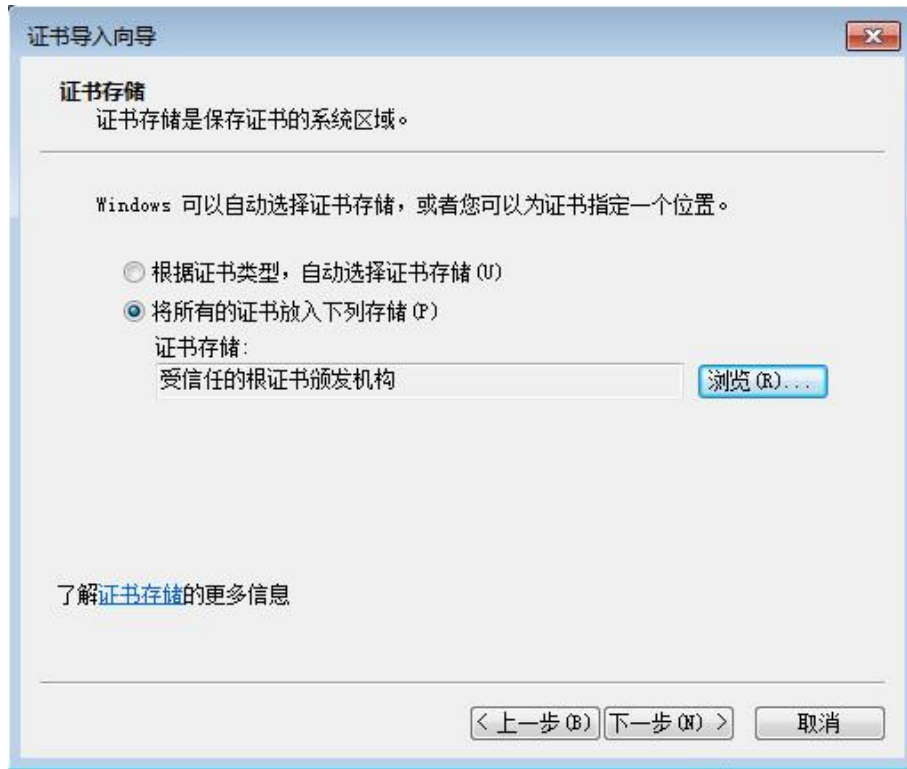 证书导入向导
证书存储
证书存储是保存证书的系统区域。
Windows 可以自动选择证书存储，或者您可以为证书指定一个位置。
根据证书类型，自动选择证书存储(U)
将所有的证书放入下列存储(P)
证书存储:
受信任的根证书颁发机构
浏览(R)...
了解证书存储的更多信息
< 上一步(B) 下一步(N) > 取消